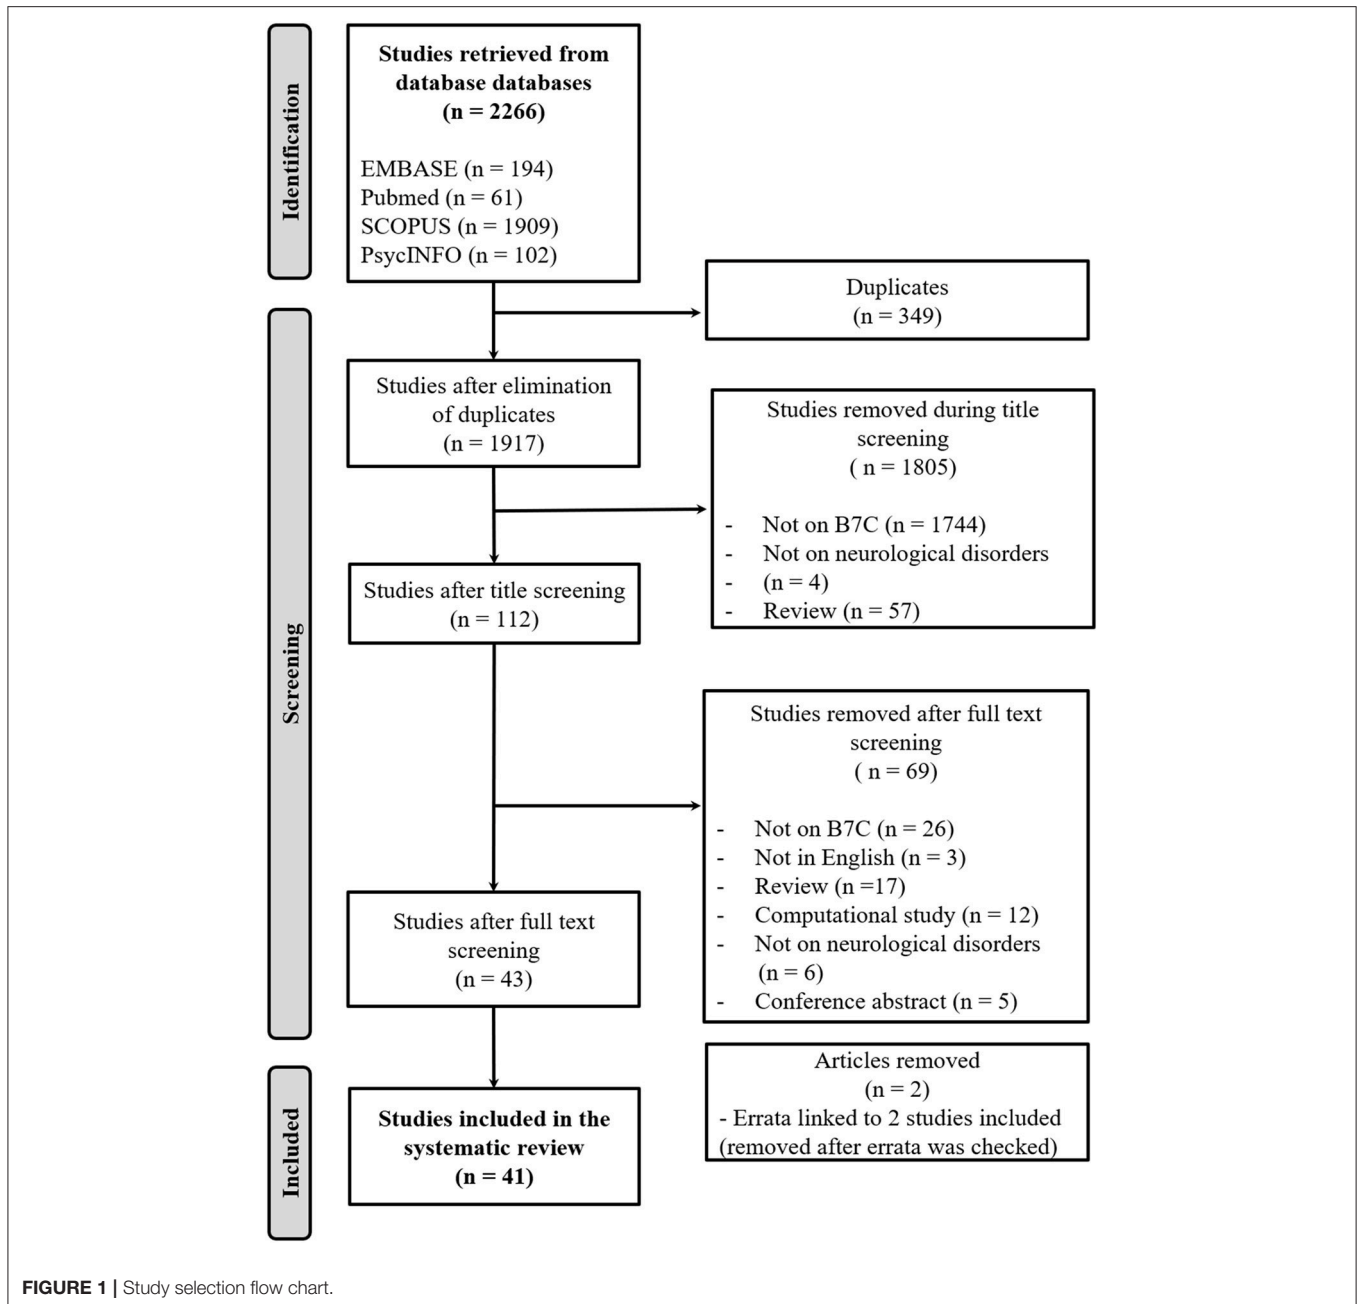 Identification
Studies retrieved from
database databases
(n = 2266)
EMBASE (n = 194)
Pubmed (n = 61)
SCOPUS (n = 1909)
PsycINFO (n = 102)
Duplicates
(n = 349)
Screening
Studies after elimination
of duplicates
(n = 1917)
Studies removed during title
screening
( n = 1805)
- Not on B7C (n = 1744)
- Not on neurological disorders
- (n = 4)
- Review (n = 57)
Studies after title screening
(n = 112)
Studies removed after full text
screening
( n = 69)
- Not on B7C (n = 26)
- Not in English (n = 3)
- Review (n =17)
- Computational study (n = 12)
- Not on neurological disorders
(n = 6)
- Conference abstract (n = 5)
Studies after full text
screening
(n = 43)
Included
Articles removed
(n = 2)
- Errata linked to 2 studies included
(removed after errata was checked)
Studies included in the
systematic review
(n = 41)
FIGURE 1 | Study selection flow chart.